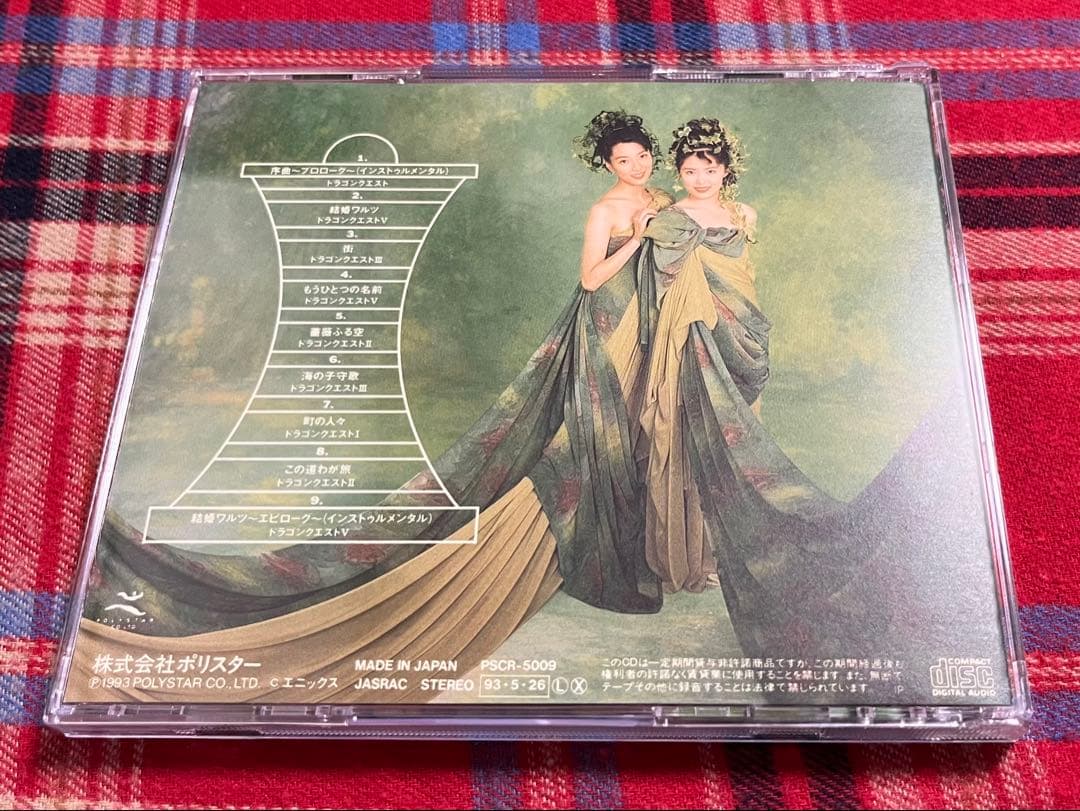 1.
序曲～プロローグ～(インストゥルメンタル)
ドラゴンクエスト
2.
結婚ワルツ
ドラゴンクエストⅤ
3.
街
ドラゴンクエストⅢ
4.
もうひとつの名前
ドラゴンクエストⅤ
5.
薔薇ふる空
ドラゴンクエストⅡ
6.
海の子守歌
ドラゴンクエストⅢ
7.
町の人々
ドラゴンクエストⅠ
8.
この道わが旅
ドラゴンクエストⅡ
9.
結婚ワルツ～エピローグ～(インストゥルメンタル)
ドラゴンクエストⅤ
POLYSTAR
CO., LTD
株式会社ポリスター
Ⓟ1993 POLYSTAR CO., LTD. C エニックス
MADE IN JAPAN PSCR-5009
JASRAC STEREO 93・5・26 Ⓛ Ⓧ
このCDは一定期間貸与非許諾商品ですが、この期間経過後も
権利者の許諾なく賃貸業に使用することを禁じます。また、無断で
テープその他に録音することは法律で禁じられています。 IP
COMPACT
disc
DIGITAL AUDIO